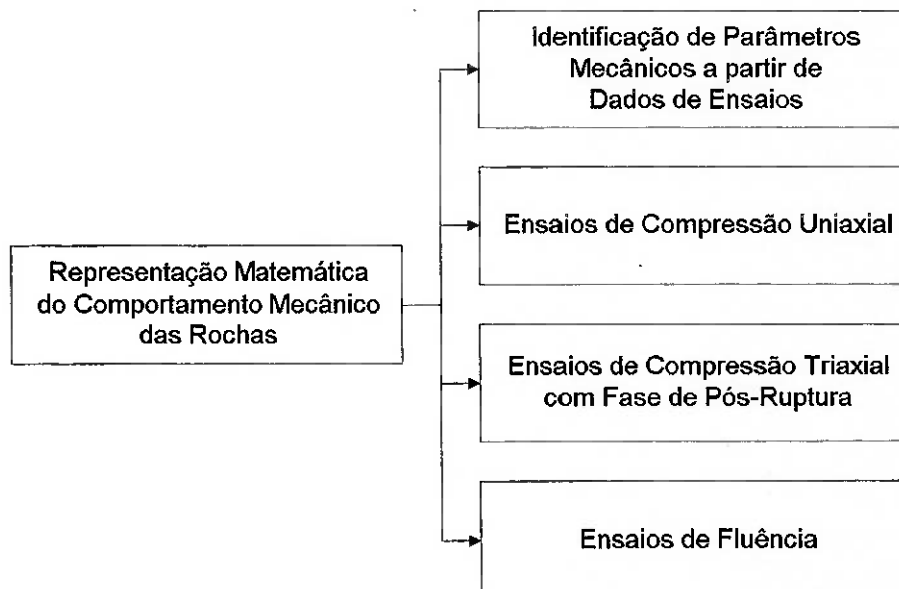 Identificação de Parâmetros
Mecânicos a partir de
Dados de Ensaios
Ensaios de Compressão Uniaxial
Representação Matemática
do Comportamento Mecânico
das Rochas
Ensaios de Compressão Triaxial
com Fase de Pós-Ruptura
Ensaios de Fluência